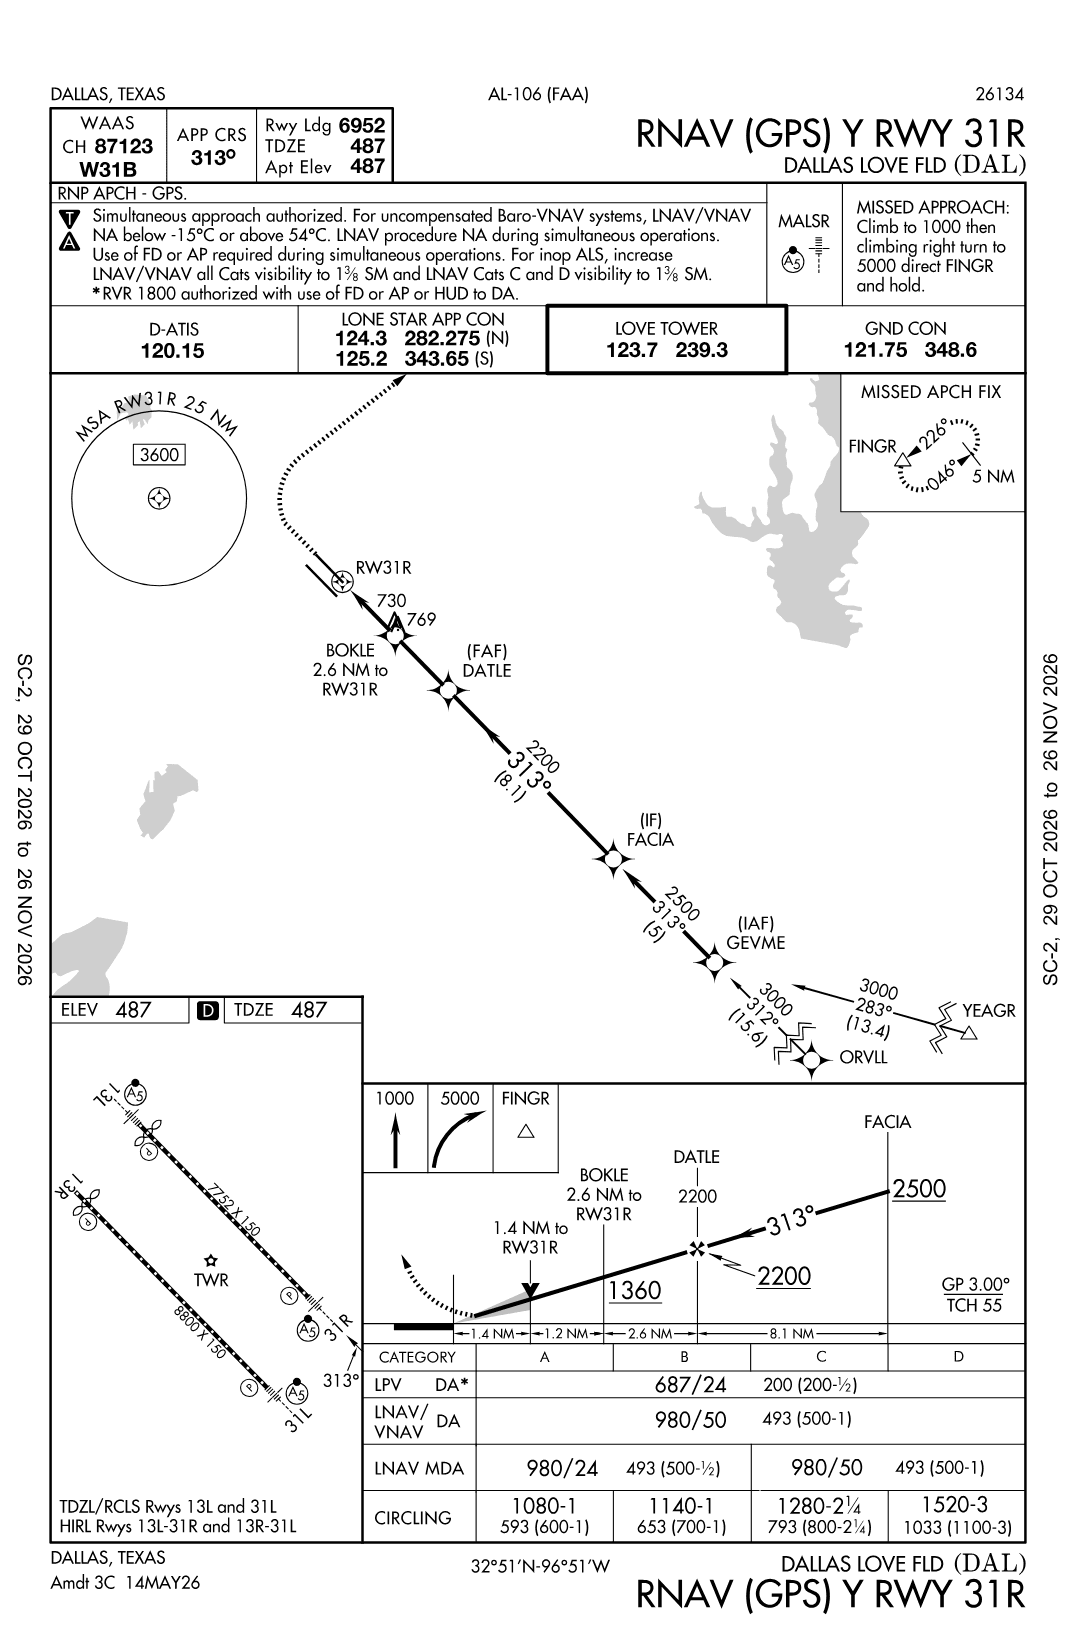 DALLAS, TEXAS
AL-106 (FAA)
26134
WAAS
CH 87123
W31B
APP CRS
313°
Rwy Ldg 6952
TDZE 487
Apt Elev 487
RNAV (GPS) Y RWY 31R
DALLAS LOVE FLD (DAL)
RNP APCH - GPS.
T
A
Simultaneous approach authorized. For uncompensated Baro-VNAV systems, LNAV/VNAV
NA below -15°C or above 54°C. LNAV procedure NA during simultaneous operations.
Use of FD or AP required during simultaneous operations. For inop ALS, increase
LNAV/VNAV all Cats visibility to 1⅜ SM and LNAV Cats C and D visibility to 1⅜ SM.
*RVR 1800 authorized with use of FD or AP or HUD to DA.
MALSR
A5
MISSED APPROACH:
Climb to 1000 then
climbing right turn to
5000 direct FINGR
and hold.
D-ATIS
120.15
LONE STAR APP CON
124.3 282.275 (N)
125.2 343.65 (S)
LOVE TOWER
123.7 239.3
GND CON
121.75 348.6
MSA RW31R 25 NM
3600
MISSED APCH FIX
FINGR
226°
046°
5 NM
RW31R
730
769
BOKLE
2.6 NM to
RW31R
(FAF)
DATLE
2200
313°
(8.1)
(IF)
FACIA
2500
313°
(5)
(IAF)
GEVME
3000
312°
(15.6)
3000
283°
(13.4)
YEAGR
ORVLL
SC-2, 29 OCT 2026 to 26 NOV 2026
SC-2, 29 OCT 2026 to 26 NOV 2026
ELEV 487
D
TDZE 487
13L
A5
P
13R
P
7752 X 150
TWR
8800 X 150
P
A5
31R
313°
P
A5
31L
TDZL/RCLS Rwys 13L and 31L
HIRL Rwys 13L-31R and 13R-31L
1000
5000
FINGR
FACIA
DATLE
2200
BOKLE
2.6 NM to
RW31R
1.4 NM to
RW31R
2500
313°
2200
1360
GP 3.00°
TCH 55
1.4 NM
1.2 NM
2.6 NM
8.1 NM
CATEGORY A B C D
LPV DA* 687/24 200 (200-½)
LNAV/
VNAV DA 980/50 493 (500-1)
LNAV MDA 980/24 493 (500-½) 980/50 493 (500-1)
CIRCLING 1080-1 1140-1 1280-2¼ 1520-3
593 (600-1) 653 (700-1) 793 (800-2¼) 1033 (1100-3)
DALLAS, TEXAS
Amdt 3C 14MAY26
32°51'N-96°51'W
DALLAS LOVE FLD (DAL)
RNAV (GPS) Y RWY 31R